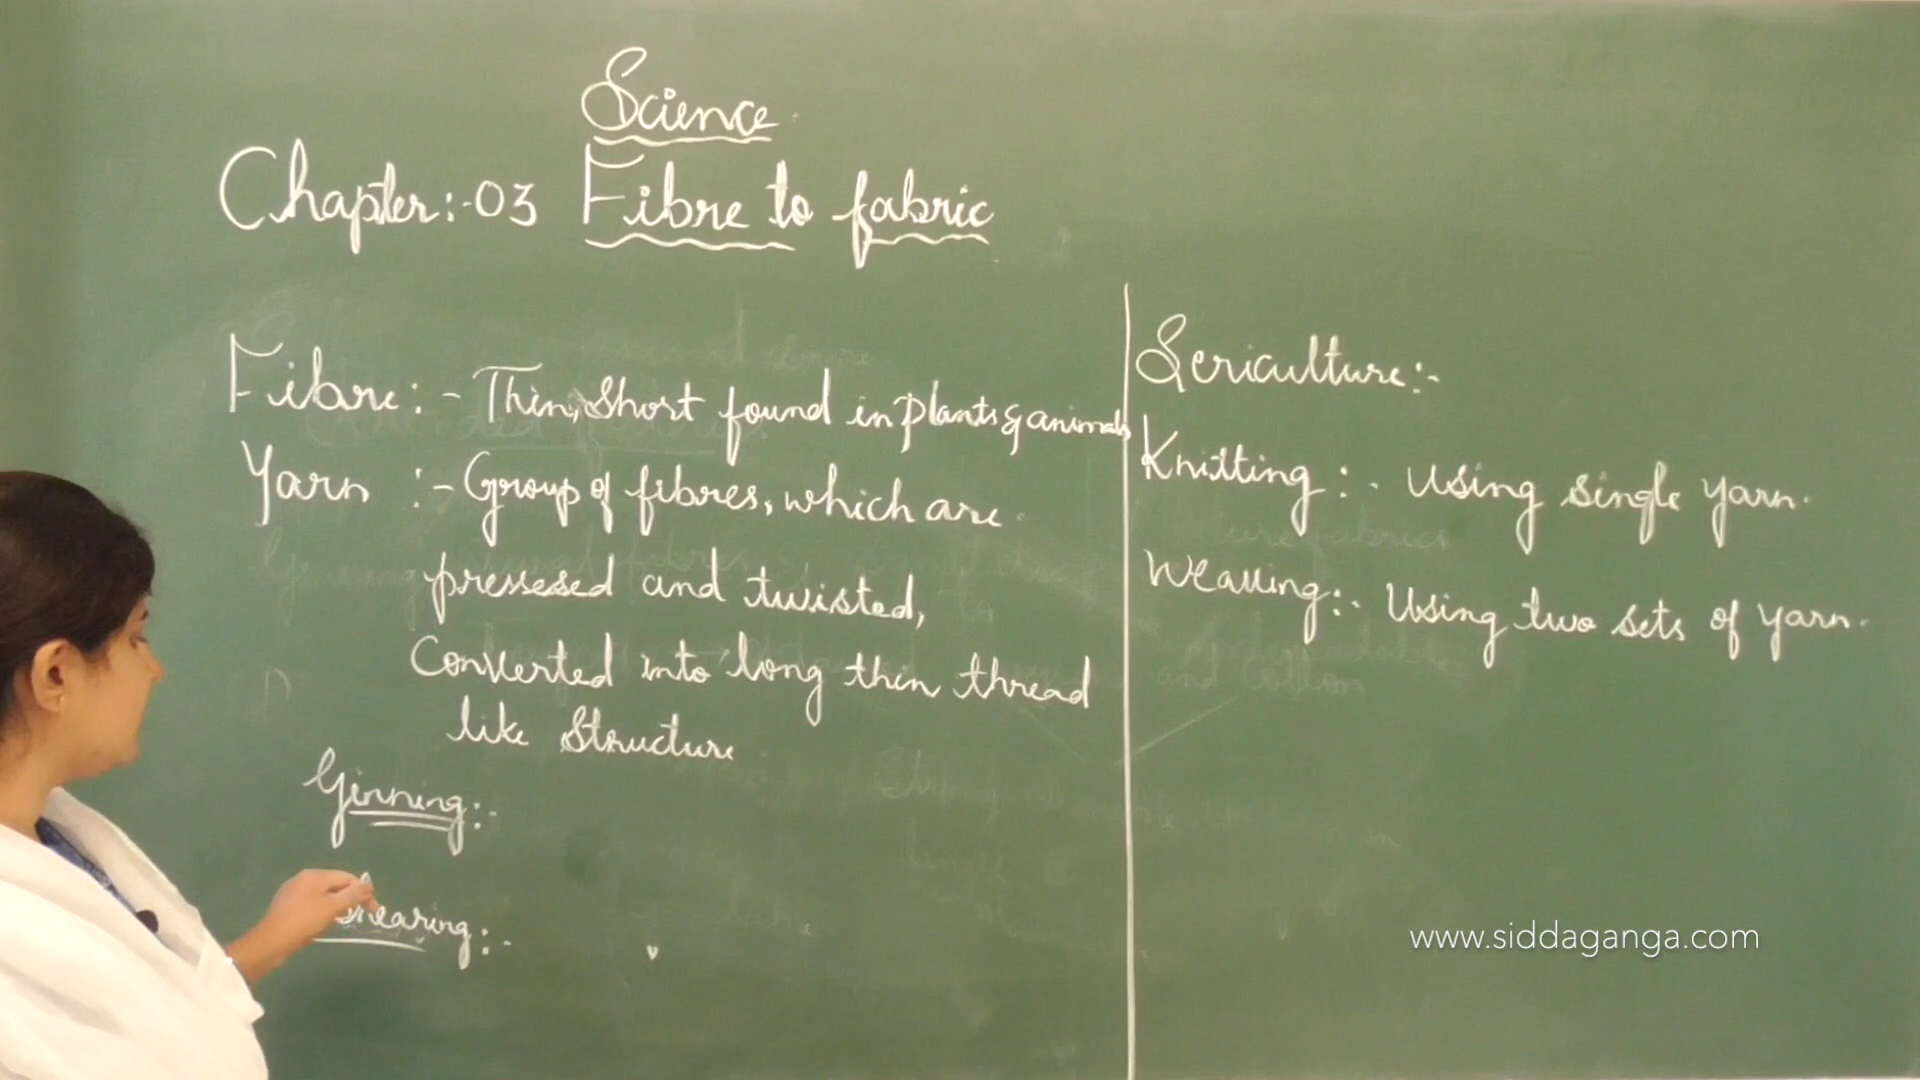 Science
Chapter:-03 Fibre to fabric
Fibre:- Thin, Short found in plants & animals
Yarn :- Group of fibres, which are
pressesed and twisted,
Converted into long thin thread
like Structure
Ginning:-
Shearing:-
Sericulture:-
Knitting:- Using single yarn.
Weaving:- Using two sets of yarn.
www.siddaganga.com